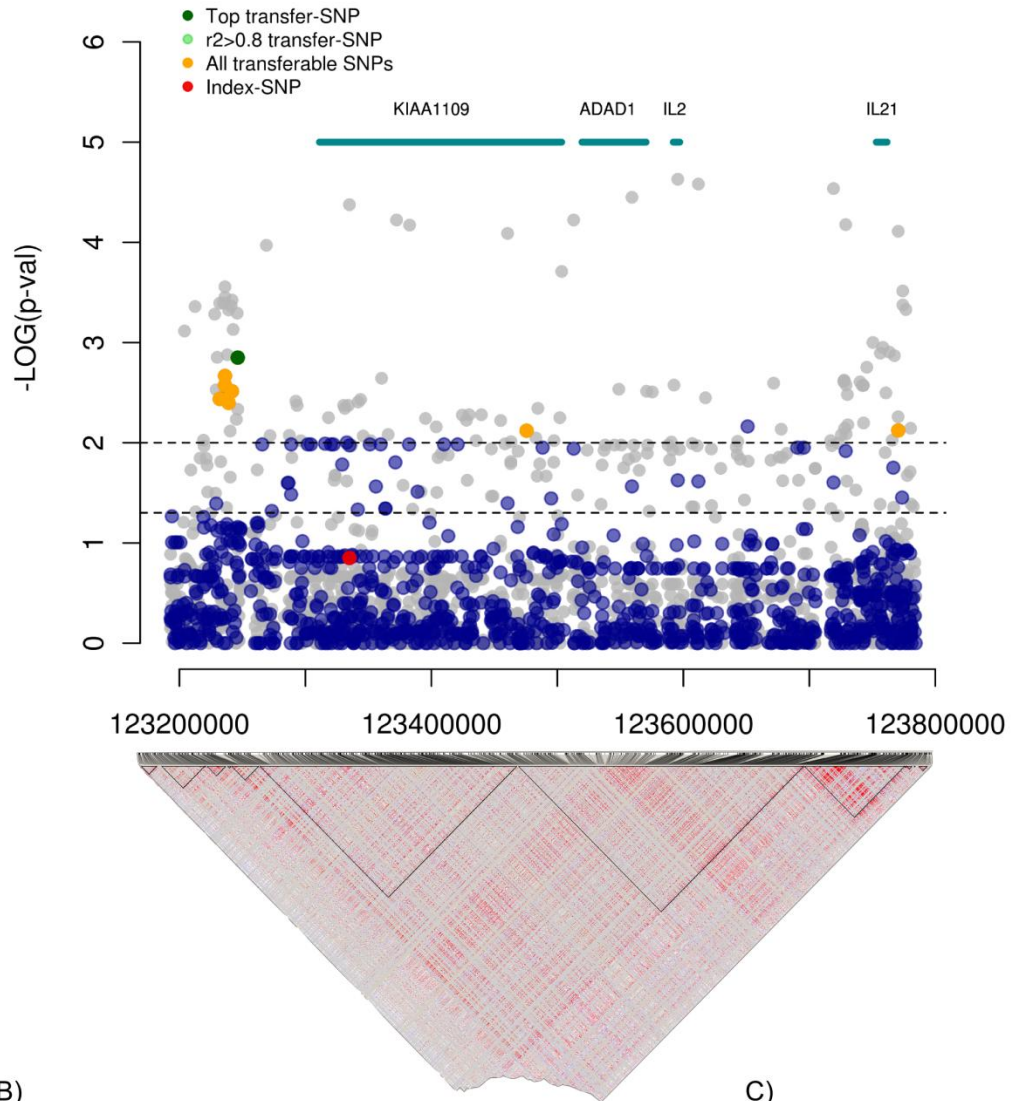 Top transfer-SNP
r2>0.8 transfer-SNP
All transferable SNPs
Index-SNP
KIAA1109 ADAD1 IL2 IL21
-LOG(p-val)
6
5
4
3
2
1
0
123200000 123400000 123600000 123800000
B) C)